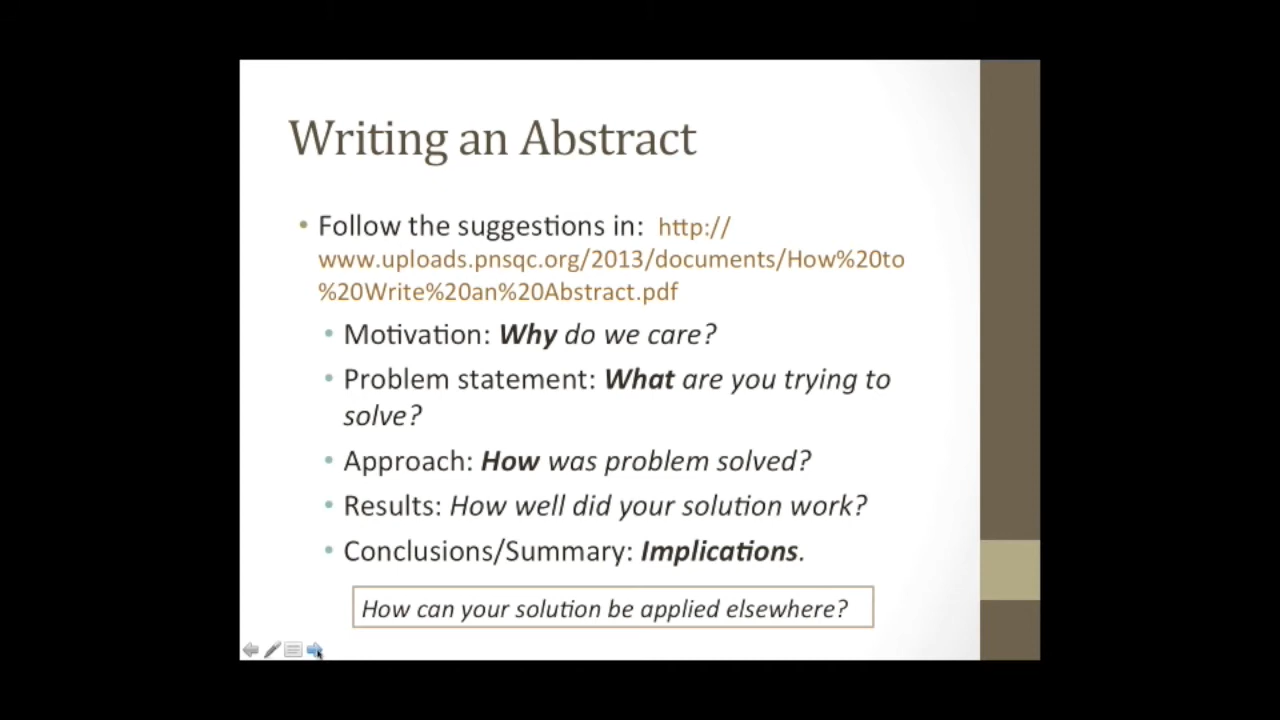 Writing an Abstract
• Follow the suggestions in: http://
www.uploads.pnsqc.org/2013/documents/How%20to
%20Write%20an%20Abstract.pdf
• Motivation: Why do we care?
• Problem statement: What are you trying to
solve?
• Approach: How was problem solved?
• Results: How well did your solution work?
• Conclusions/Summary: Implications.
How can your solution be applied elsewhere?